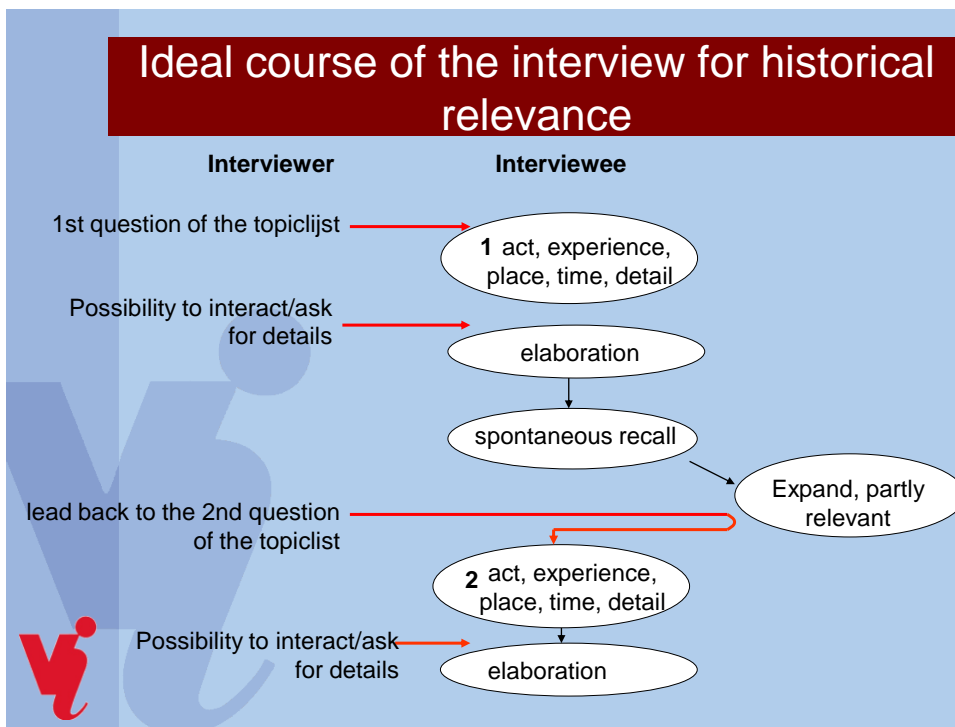 Ideal course of the interview for historical
relevance
Interviewer
Interviewee
1st question of the topiclijst
1 act, experience,
place, time, detail
Possibility to interact/ask
for details
elaboration
spontaneous recall
Expand, partly
relevant
lead back to the 2nd question
of the topiclist
2 act, experience,
place, time, detail
Possibility to interact/ask
for details
elaboration
vi